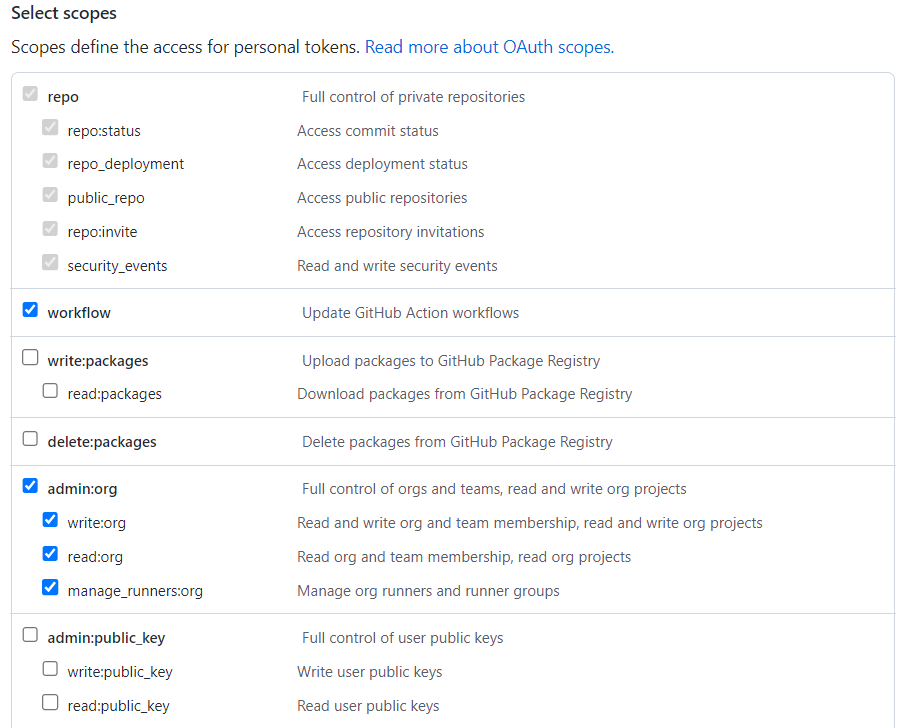 Select scopes
Scopes define the access for personal tokens. Read more about OAuth scopes.
repo Full control of private repositories
repo:status Access commit status
repo_deployment Access deployment status
public_repo Access public repositories
repo:invite Access repository invitations
security_events Read and write security events
workflow Update GitHub Action workflows
write:packages Upload packages to GitHub Package Registry
read:packages Download packages from GitHub Package Registry
delete:packages Delete packages from GitHub Package Registry
admin:org Full control of orgs and teams, read and write org projects
write:org Read and write org and team membership, read and write org projects
read:org Read org and team membership, read org projects
manage_runners:org Manage org runners and runner groups
admin:public_key Full control of user public keys
write:public_key Write user public keys
read:public_key Read user public keys